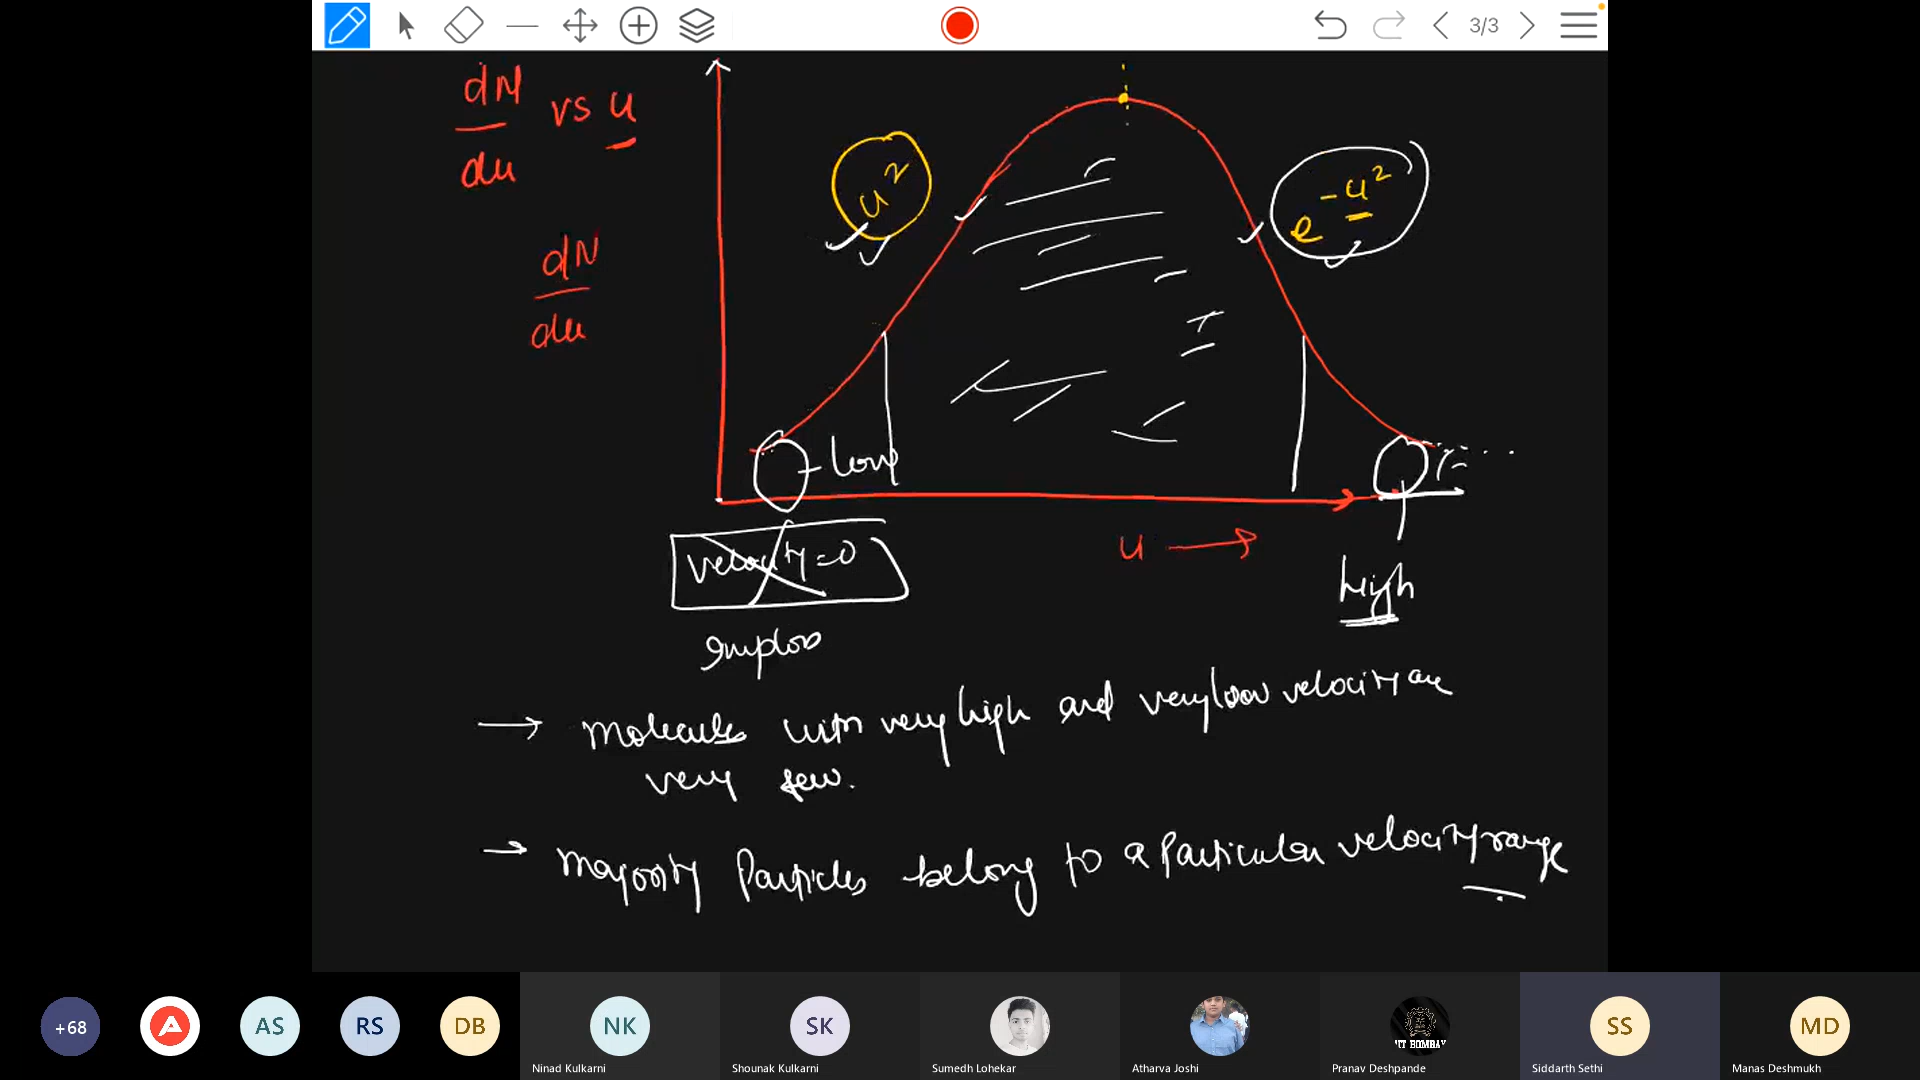 3/3
dN
du
vs u
u²
e^-u²
dN
du
low
velocity=0
u →
high
→ molecules with very high and very low velocity are
very few.
→ majority particles belong to a particular velocity range
+68
AS
RS
DB
NK
SK
IIT BOMBAY
SS
MD
Ninad Kulkarni
Shounak Kulkarni
Sumedh Lohekar
Atharva Joshi
Pranav Deshpande
Siddarth Sethi
Manas Deshmukh